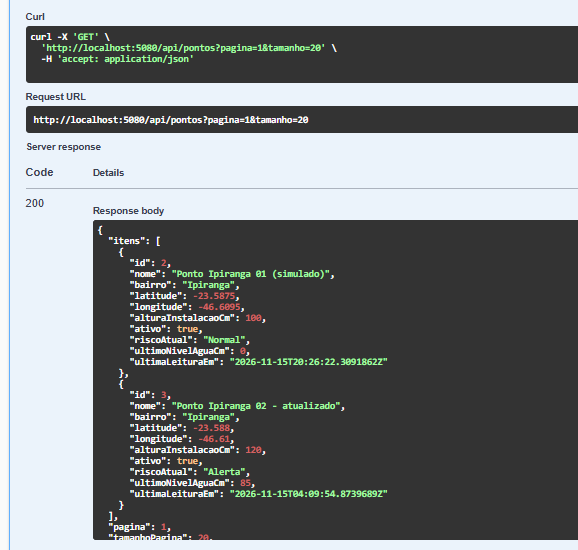 Curl
curl -X 'GET' \
  'http://localhost:5080/api/pontos?pagina=1&tamanho=20' \
  -H 'accept: application/json'
Request URL
http://localhost:5080/api/pontos?pagina=1&tamanho=20
Server response
Code Details
200
Response body
{
  "itens": [
    {
      "id": 2,
      "nome": "Ponto Ipiranga 01 (simulado)",
      "bairro": "Ipiranga",
      "latitude": -23.5875,
      "longitude": -46.6095,
      "alturaInstalacaoCm": 100,
      "ativo": true,
      "riscoAtual": "Normal",
      "ultimoNivelAguaCm": 0,
      "ultimaLeituraEm": "2026-11-15T20:26:22.3091862Z"
    },
    {
      "id": 3,
      "nome": "Ponto Ipiranga 02 - atualizado",
      "bairro": "Ipiranga",
      "latitude": -23.588,
      "longitude": -46.61,
      "alturaInstalacaoCm": 120,
      "ativo": true,
      "riscoAtual": "Alerta",
      "ultimoNivelAguaCm": 85,
      "ultimaLeituraEm": "2026-11-15T04:09:54.8739689Z"
    }
  ],
  "pagina": 1,
  "tamanhoPagina": 20,